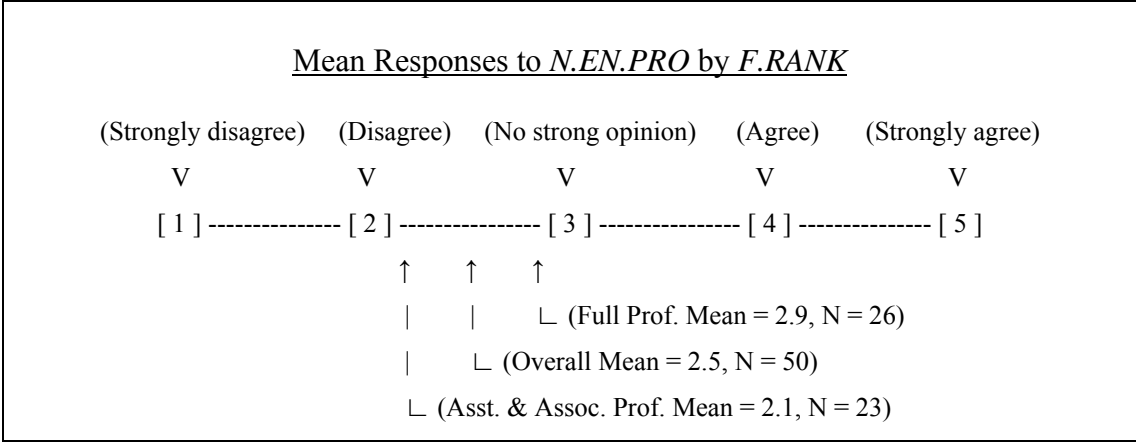 Mean Responses to N.EN.PRO by F.RANK
(Strongly disagree) (Disagree) (No strong opinion) (Agree) (Strongly agree)
V V V V V
[ 1 ] --------------- [ 2 ] ---------------- [ 3 ] ---------------- [ 4 ] --------------- [ 5 ]
↑ ↑ ↑
| | ∟ (Full Prof. Mean = 2.9, N = 26)
| ∟ (Overall Mean = 2.5, N = 50)
∟ (Asst. & Assoc. Prof. Mean = 2.1, N = 23)